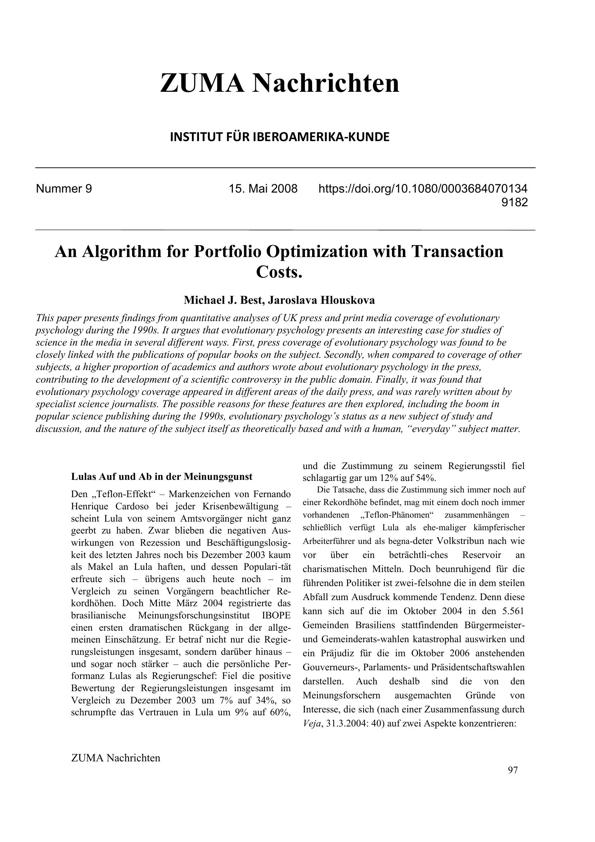 ZUMA Nachrichten
INSTITUT FÜR IBEROAMERIKA-KUNDE
Nummer 9 15. Mai 2008 https://doi.org/10.1080/0003684070134
9182
An Algorithm for Portfolio Optimization with Transaction
Costs.
Michael J. Best, Jaroslava Hlouskova
This paper presents findings from quantitative analyses of UK press and print media coverage of evolutionary
psychology during the 1990s. It argues that evolutionary psychology presents an interesting case for studies of
science in the media in several different ways. First, press coverage of evolutionary psychology was found to be
closely linked with the publications of popular books on the subject. Secondly, when compared to coverage of other
subjects, a higher proportion of academics and authors wrote about evolutionary psychology in the press,
contributing to the development of a scientific controversy in the public domain. Finally, it was found that
evolutionary psychology coverage appeared in different areas of the daily press, and was rarely written about by
specialist science journalists. The possible reasons for these features are then explored, including the boom in
popular science publishing during the 1990s, evolutionary psychology’s status as a new subject of study and
discussion, and the nature of the subject itself as theoretically based and with a human, “everyday” subject matter.
Lulas Auf und Ab in der Meinungsgunst
Den „Teflon-Effekt“ – Markenzeichen von Fernando
Henrique Cardoso bei jeder Krisenbewältigung –
scheint Lula von seinem Amtsvorgänger nicht ganz
geerbt zu haben. Zwar blieben die negativen Aus-
wirkungen von Rezession und Beschäftigungslosig-
keit des letzten Jahres noch bis Dezember 2003 kaum
als Makel an Lula haften, und dessen Populari-tät
erfreute sich – übrigens auch heute noch – im
Vergleich zu seinen Vorgängern beachtlicher Re-
kordhöhen. Doch Mitte März 2004 registrierte das
brasilianische Meinungsforschungsinstitut IBOPE
einen ersten dramatischen Rückgang in der allge-
meinen Einschätzung. Er betraf nicht nur die Regie-
rungsleistungen insgesamt, sondern darüber hinaus –
und sogar noch stärker – auch die persönliche Per-
formanz Lulas als Regierungschef: Fiel die positive
Bewertung der Regierungsleistungen insgesamt im
Vergleich zu Dezember 2003 um 7% auf 34%, so
schrumpfte das Vertrauen in Lula um 9% auf 60%,
und die Zustimmung zu seinem Regierungsstil fiel
schlagartig gar um 12% auf 54%.
Die Tatsache, dass die Zustimmung sich immer noch auf
einer Rekordhöhe befindet, mag mit einem doch noch immer
vorhandenen „Teflon-Phänomen“ zusammenhängen –
schließlich verfügt Lula als ehe-maliger kämpferischer
Arbeiterführer und als begna-deter Volkstribun nach wie
vor über ein beträchtli-ches Reservoir an
charismatischen Mitteln. Doch beunruhigend für die
führenden Politiker ist zwei-felsohne die in dem steilen
Abfall zum Ausdruck kommende Tendenz. Denn diese
kann sich auf die im Oktober 2004 in den 5.561
Gemeinden Brasiliens stattfindenden Bürgermeister-
und Gemeinderats-wahlen katastrophal auswirken und
ein Präjudiz für die im Oktober 2006 anstehenden
Gouverneurs-, Parlaments- und Präsidentschaftswahlen
darstellen. Auch deshalb sind die von den
Meinungsforschern ausgemachten Gründe von
Interesse, die sich (nach einer Zusammenfassung durch
Veja, 31.3.2004: 40) auf zwei Aspekte konzentrieren:
ZUMA Nachrichten
97